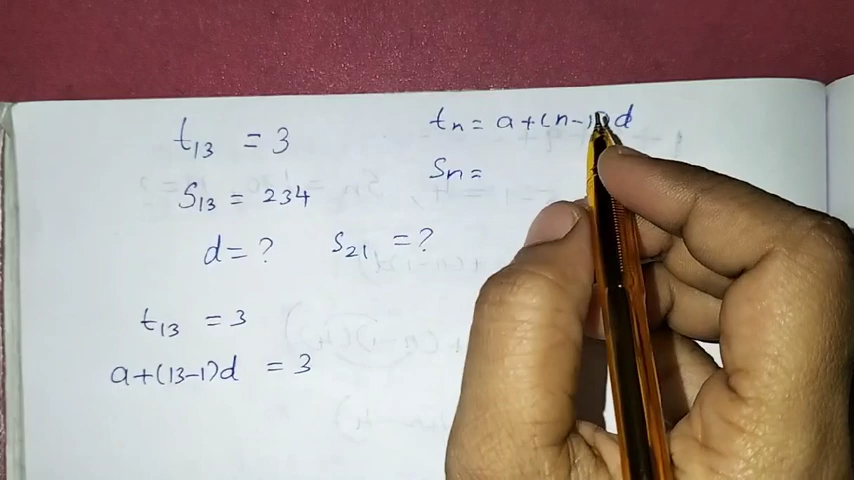 t13 = 3
tn = a+(n-1)d
S13 = 234
Sn =
d = ? S21 = ?
t13 = 3
a+(13-1)d = 3